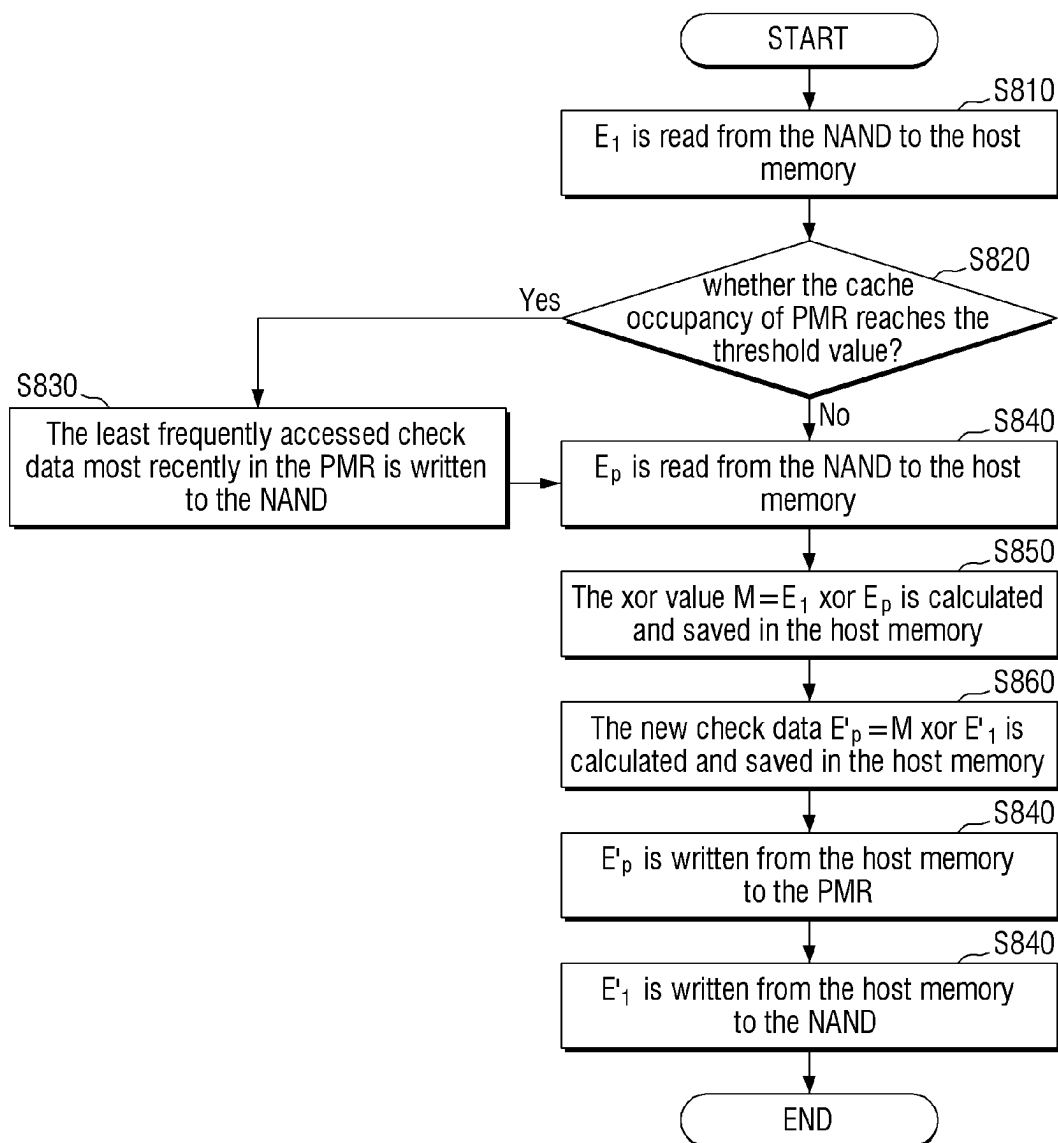 START
S810
E₁ is read from the NAND to the host
memory
S820
whether the cache
occupancy of PMR reaches the
threshold value?
Yes
No
S830
The least frequently accessed check
data most recently in the PMR is written
to the NAND
S840
Eₚ is read from the NAND to the host
memory
S850
The xor value M=E₁ xor Eₚ is calculated
and saved in the host memory
S860
The new check data E'ₚ=M xor E'₁ is
calculated and saved in the host memory
S840
E'ₚ is written from the host memory
to the PMR
S840
E'₁ is written from the host memory
to the NAND
END